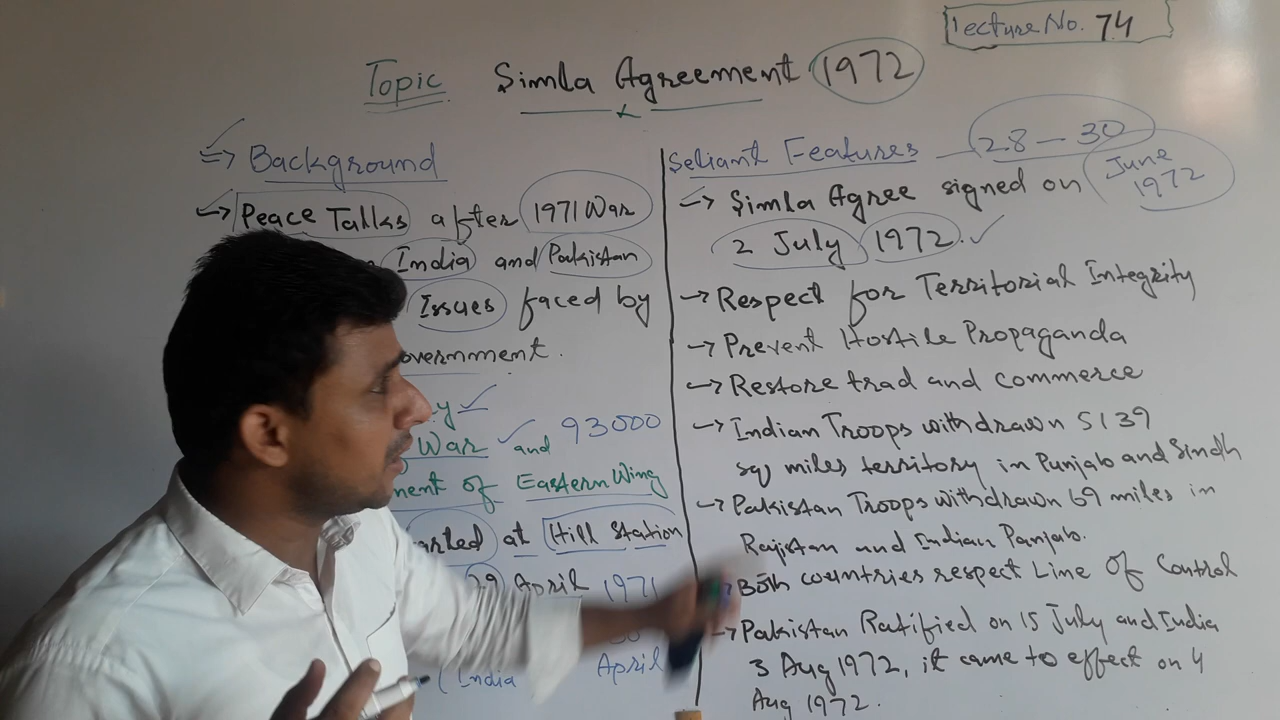 Lecture No. 74
Topic Simla Agreement 1972
Background
Peace Talks after 1971 War
India and Pakistan
Issues faced by
overnment.
War and 93000
ment of Eastern Wing
arted at Hill Station
29 April 1971
30
April
(India
Seliant Features 28 - 30
June
1972
Simla Agree signed on
2 July 1972.
Respect for Territorial Integrity
Prevent Hostile Propaganda
Restore trad and commerce
Indian Troops withdrawn 5139
sq miles territory in Punjab and Sindh
Pakistan Troops withdrawn 69 miles in
Rajistan and Indian Panjab.
Both countries respect Line Of Control
Pakistan Ratified on 15 July and India
3 Aug 1972, it came to effect on 4
Aug 1972.